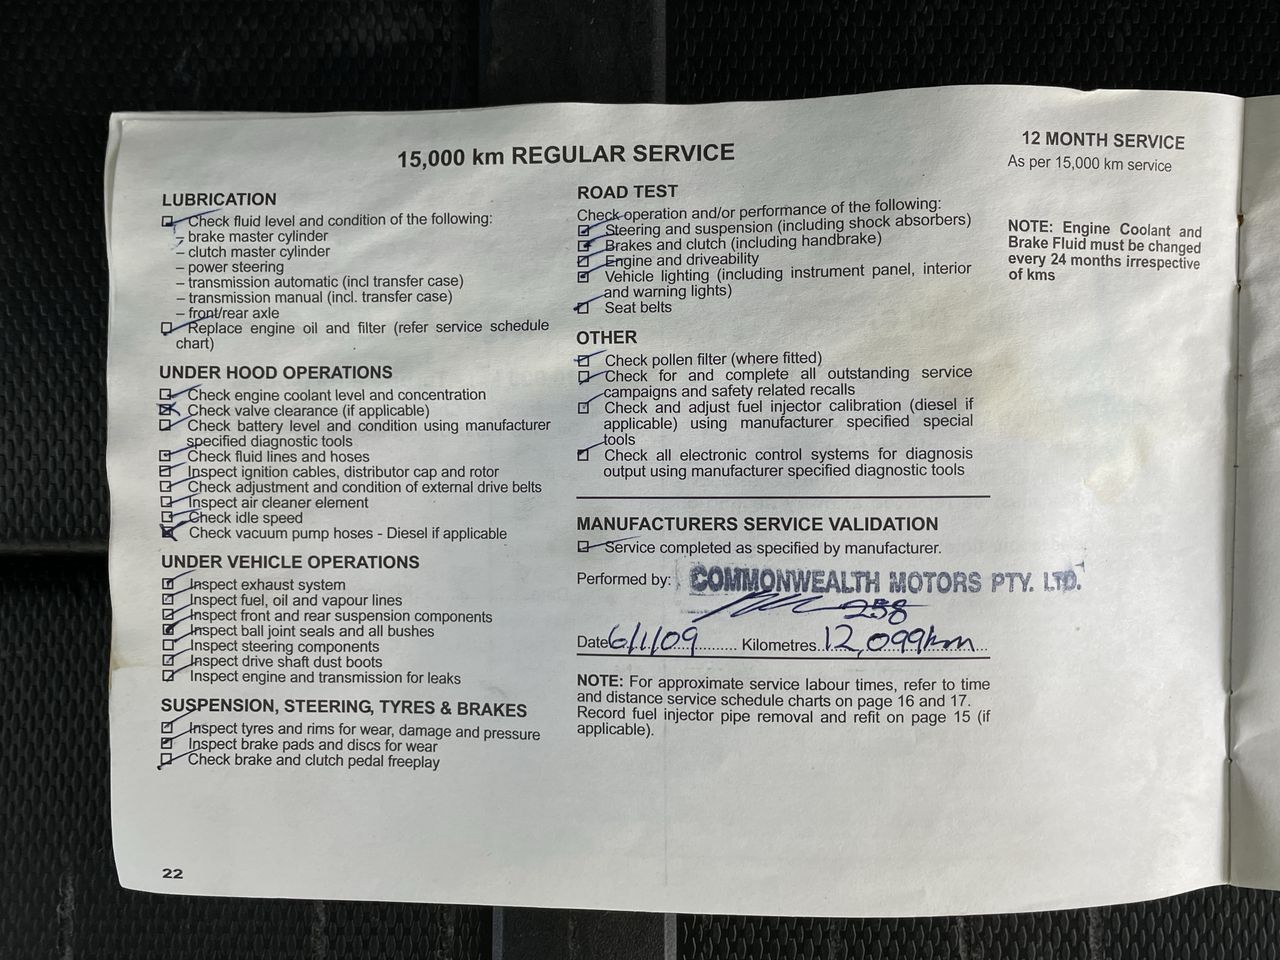 15,000 km REGULAR SERVICE
LUBRICATION
Check fluid level and condition of the following:
– brake master cylinder
– clutch master cylinder
– power steering
– transmission automatic (incl transfer case)
– transmission manual (incl. transfer case)
– front/rear axle
Replace engine oil and filter (refer service schedule
chart)
UNDER HOOD OPERATIONS
Check engine coolant level and concentration
Check valve clearance (if applicable)
Check battery level and condition using manufacturer
specified diagnostic tools
Check fluid lines and hoses
Inspect ignition cables, distributor cap and rotor
Check adjustment and condition of external drive belts
Inspect air cleaner element
Check idle speed
Check vacuum pump hoses - Diesel if applicable
UNDER VEHICLE OPERATIONS
Inspect exhaust system
Inspect fuel, oil and vapour lines
Inspect front and rear suspension components
Inspect ball joint seals and all bushes
Inspect steering components
Inspect drive shaft dust boots
Inspect engine and transmission for leaks
SUSPENSION, STEERING, TYRES & BRAKES
Inspect tyres and rims for wear, damage and pressure
Inspect brake pads and discs for wear
Check brake and clutch pedal freeplay
22
ROAD TEST
Check operation and/or performance of the following:
Steering and suspension (including shock absorbers)
Brakes and clutch (including handbrake)
Engine and driveability
Vehicle lighting (including instrument panel, interior
and warning lights)
Seat belts
OTHER
Check pollen filter (where fitted)
Check for and complete all outstanding service
campaigns and safety related recalls
Check and adjust fuel injector calibration (diesel if
applicable) using manufacturer specified special
tools
Check all electronic control systems for diagnosis
output using manufacturer specified diagnostic tools
MANUFACTURERS SERVICE VALIDATION
Service completed as specified by manufacturer.
Performed by: COMMONWEALTH MOTORS PTY. LTD.
258
Date 6/1/09 .......... Kilometres.. 12,099km ...
NOTE: For approximate service labour times, refer to time
and distance service schedule charts on page 16 and 17.
Record fuel injector pipe removal and refit on page 15 (if
applicable).
12 MONTH SERVICE
As per 15,000 km service
NOTE: Engine Coolant and
Brake Fluid must be changed
every 24 months irrespective
of kms